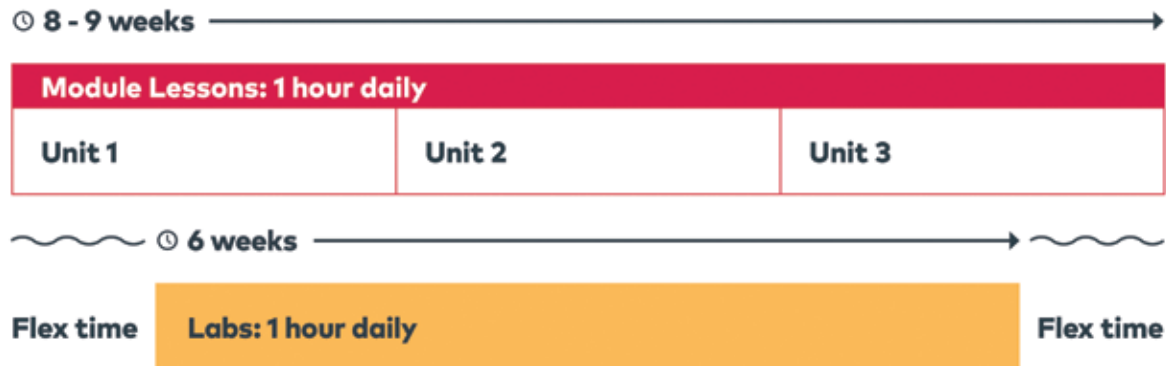 8 - 9 weeks
Module Lessons: 1 hour daily
Unit 1
Unit 2
Unit 3
6 weeks
Flex time
Labs: 1 hour daily
Flex time